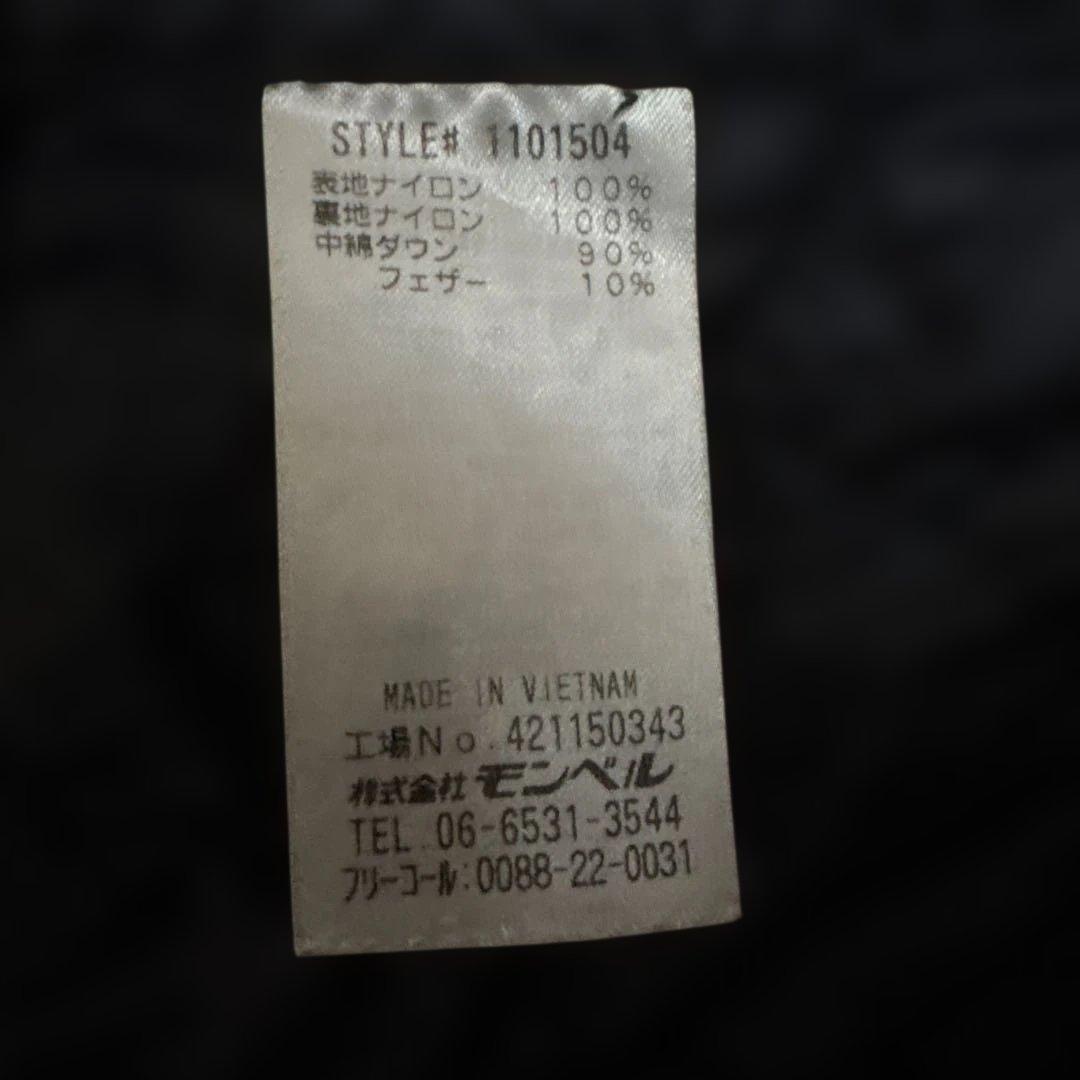 STYLE# 1101504
表地ナイロン 100%
裏地ナイロン 100%
中綿ダウン 90%
フェザー 10%
MADE IN VIETNAM
工場No.421150343
株式会社モンベル
TEL.06-6531-3544
フリーコール:0088-22-0031